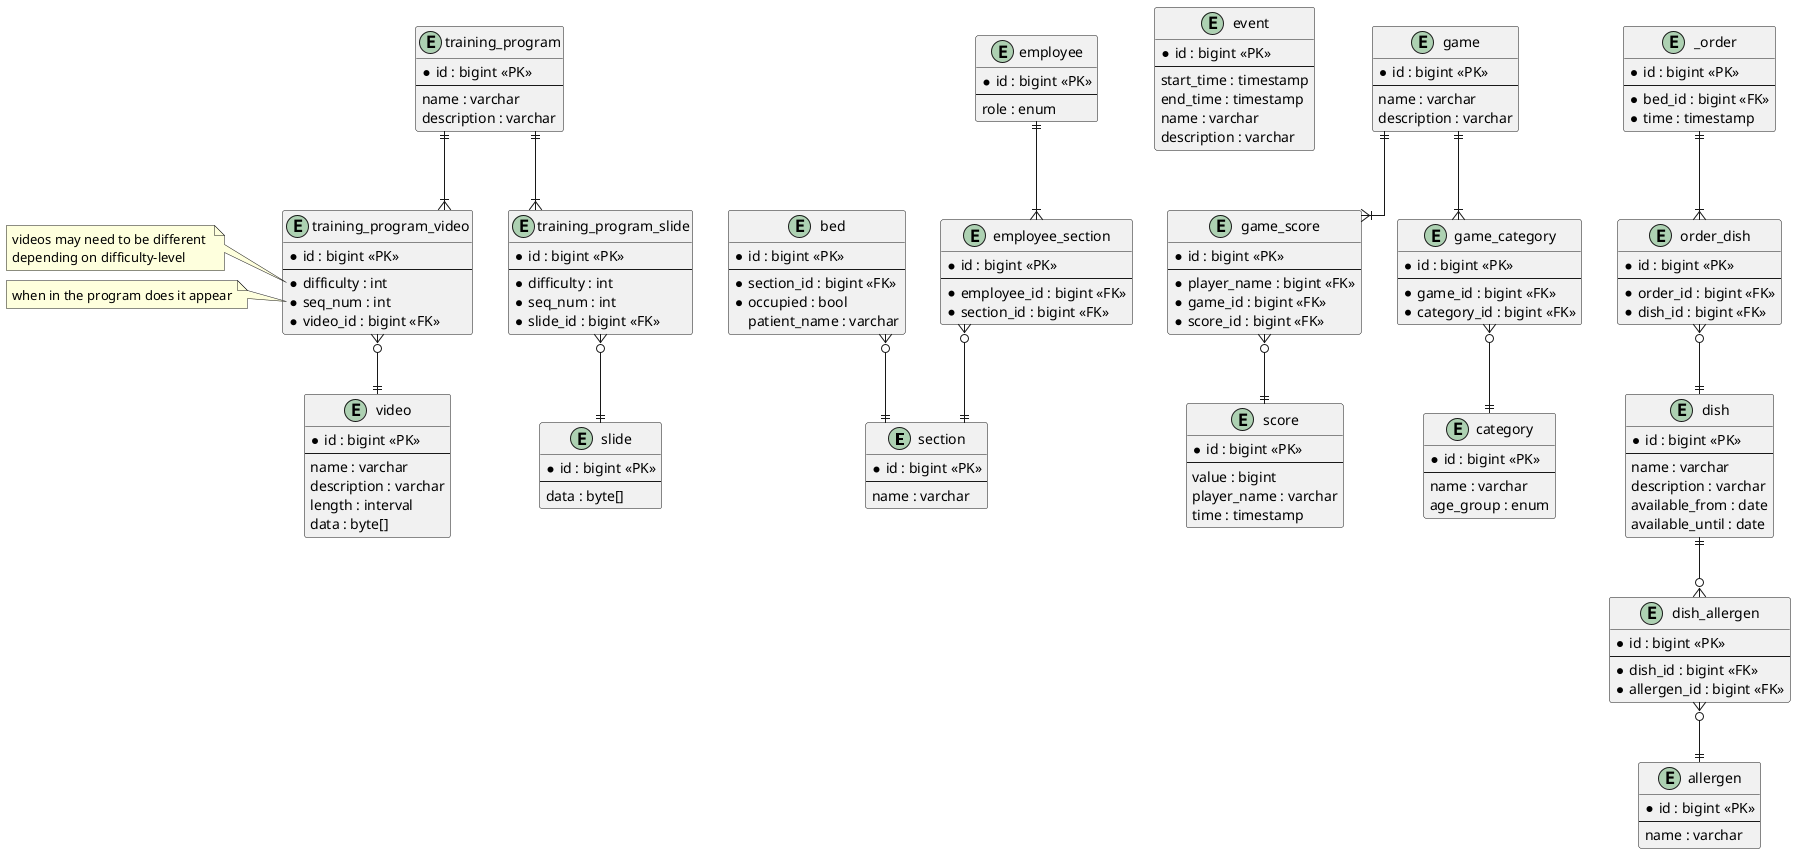 E training_program
* id : bigint «PK»
name : varchar
description : varchar
E employee
* id : bigint «PK»
role : enum
E event
* id : bigint «PK»
start_time : timestamp
end_time : timestamp
name : varchar
description : varchar
E game
* id : bigint «PK»
name : varchar
description : varchar
E _order
* id : bigint «PK»
* bed_id : bigint «FK»
* time : timestamp
videos may need to be different
depending on difficulty-level
when in the program does it appear
E training_program_video
* id : bigint «PK»
* difficulty : int
* seq_num : int
* video_id : bigint «FK»
E training_program_slide
* id : bigint «PK»
* difficulty : int
* seq_num : int
* slide_id : bigint «FK»
E bed
* id : bigint «PK»
* section_id : bigint «FK»
* occupied : bool
patient_name : varchar
E employee_section
* id : bigint «PK»
* employee_id : bigint «FK»
* section_id : bigint «FK»
E game_score
* id : bigint «PK»
* player_name : bigint «FK»
* game_id : bigint «FK»
* score_id : bigint «FK»
E game_category
* id : bigint «PK»
* game_id : bigint «FK»
* category_id : bigint «FK»
E order_dish
* id : bigint «PK»
* order_id : bigint «FK»
* dish_id : bigint «FK»
E video
* id : bigint «PK»
name : varchar
description : varchar
length : interval
data : byte[]
E slide
* id : bigint «PK»
data : byte[]
E section
* id : bigint «PK»
name : varchar
E score
* id : bigint «PK»
value : bigint
player_name : varchar
time : timestamp
E category
* id : bigint «PK»
name : varchar
age_group : enum
E dish
* id : bigint «PK»
name : varchar
description : varchar
available_from : date
available_until : date
E dish_allergen
* id : bigint «PK»
* dish_id : bigint «FK»
* allergen_id : bigint «FK»
E allergen
* id : bigint «PK»
name : varchar